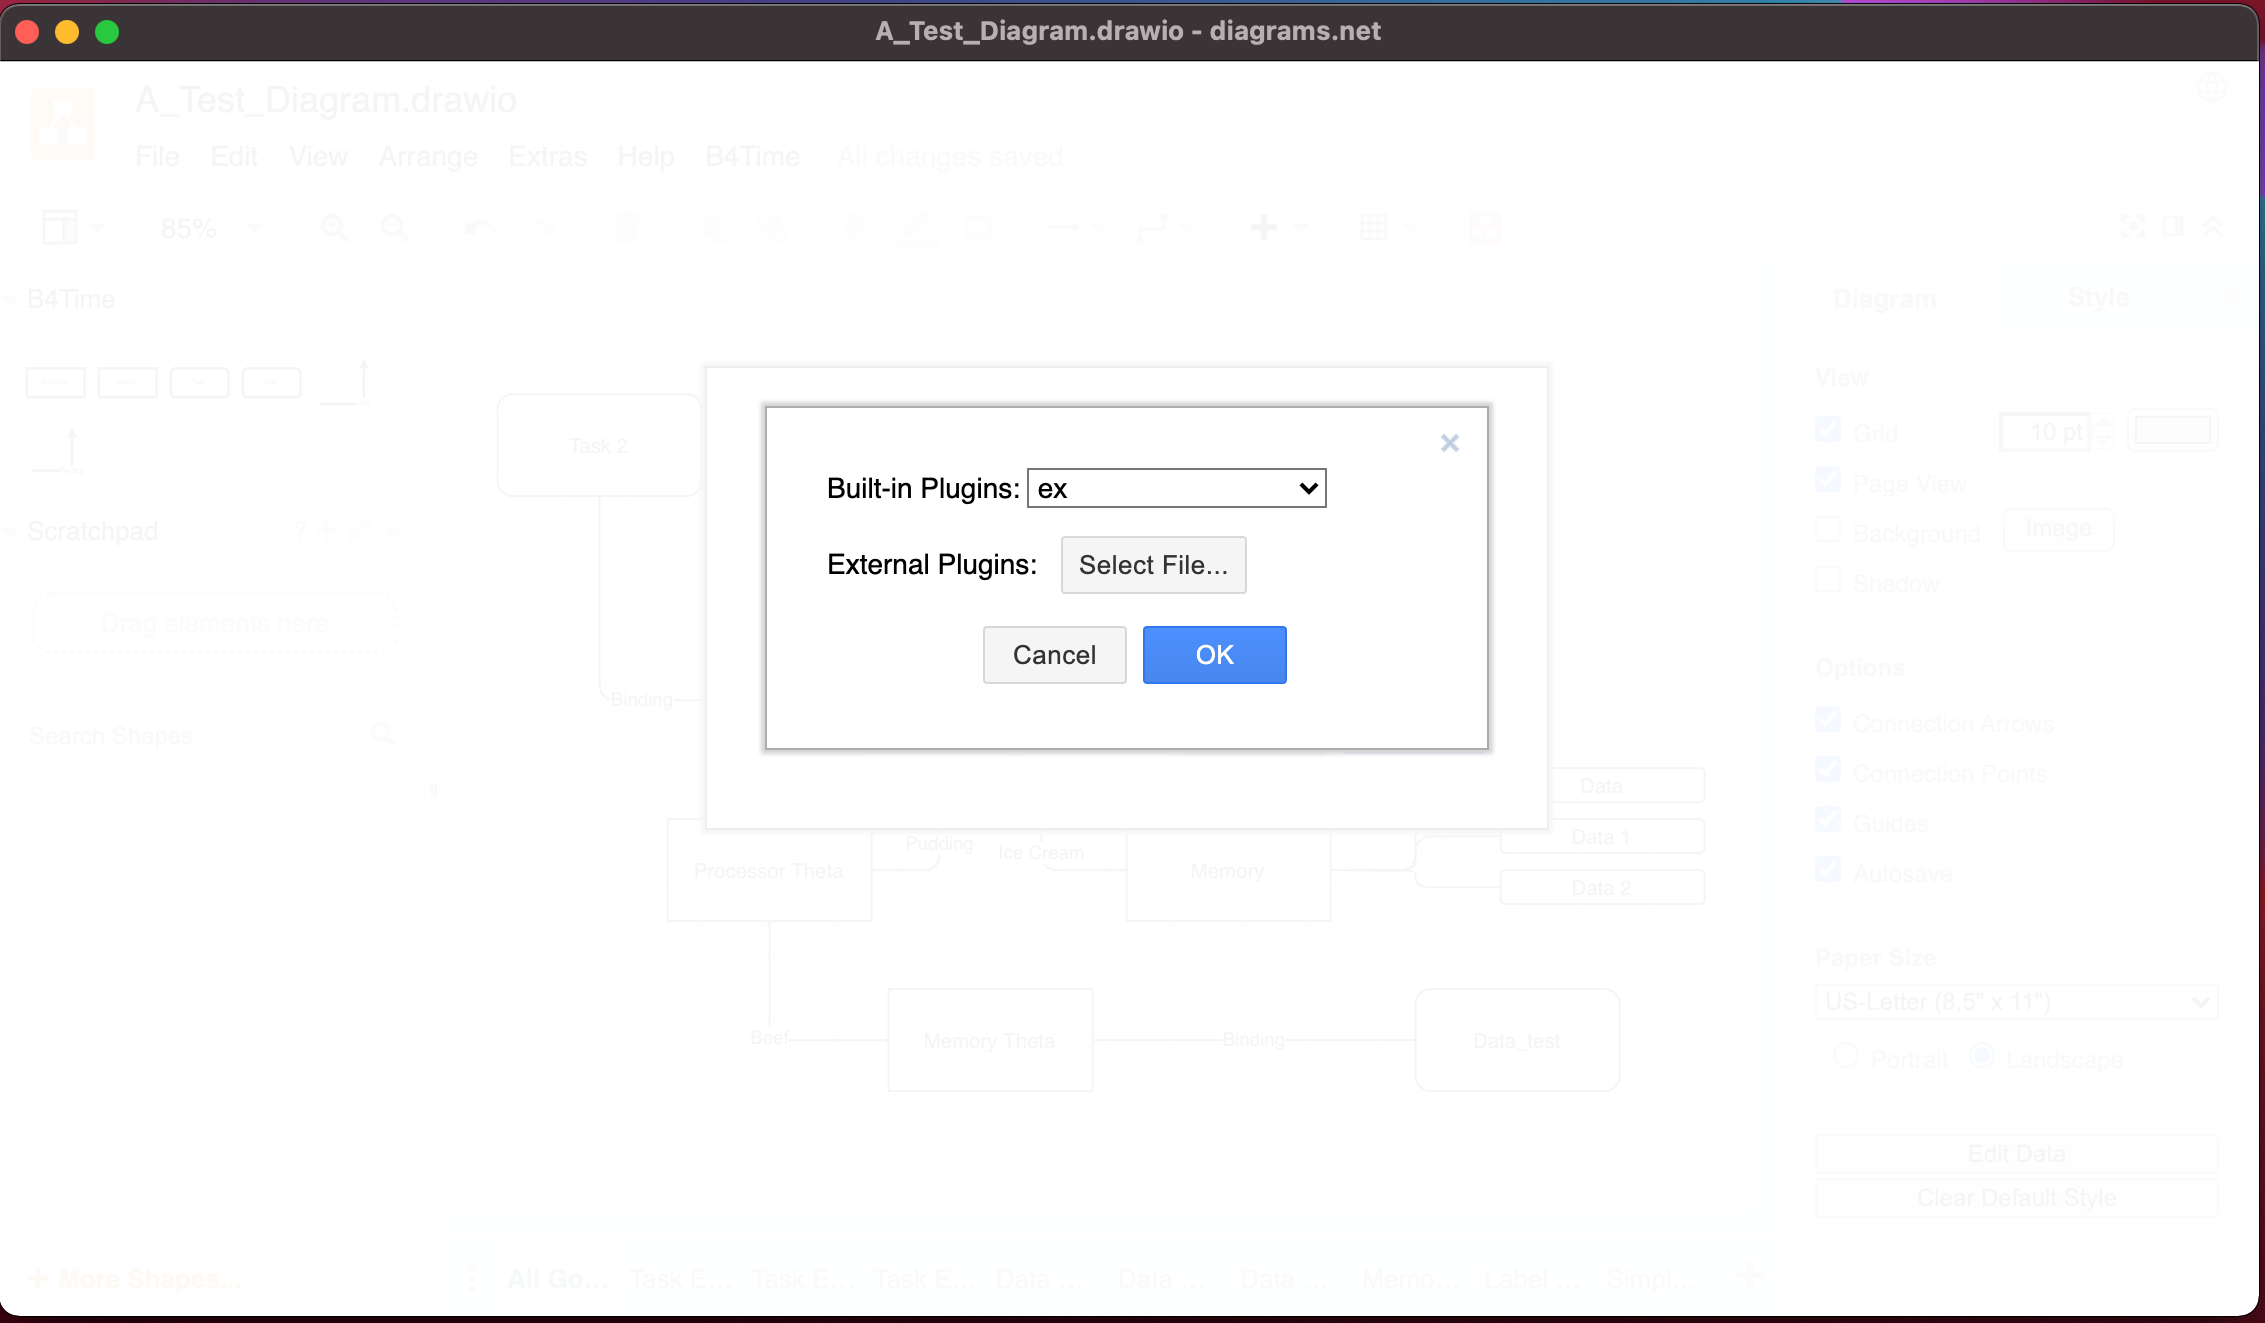 A_Test_Diagram.drawio - diagrams.net
A_Test_Diagram.drawio
File Edit View Arrange Extras Help B4Time All changes saved
85%
B4Time
Diagram Style
View
Grid 10 pt
Page View
Background Image
Shadow
Task 2
Built-in Plugins: ex
External Plugins: Select File...
Cancel OK
Scratchpad ?
Drag elements here
Binding
Options
Search Shapes
Connection Arrows
Connection Points
Guides
Autosave
Data
Data 1
Data 2
Pudding
Ice Cream
Processor Theta
Memory
Paper Size
US-Letter (8,5" x 11")
Portrait Landscape
Beef
Memory Theta
Binding
Data_test
Edit Data
Clear Default Style
+ More Shapes...
All Go... Task E... Task E... Task E... Data ... Data ... Data ... Memo... Label ... Simpl...